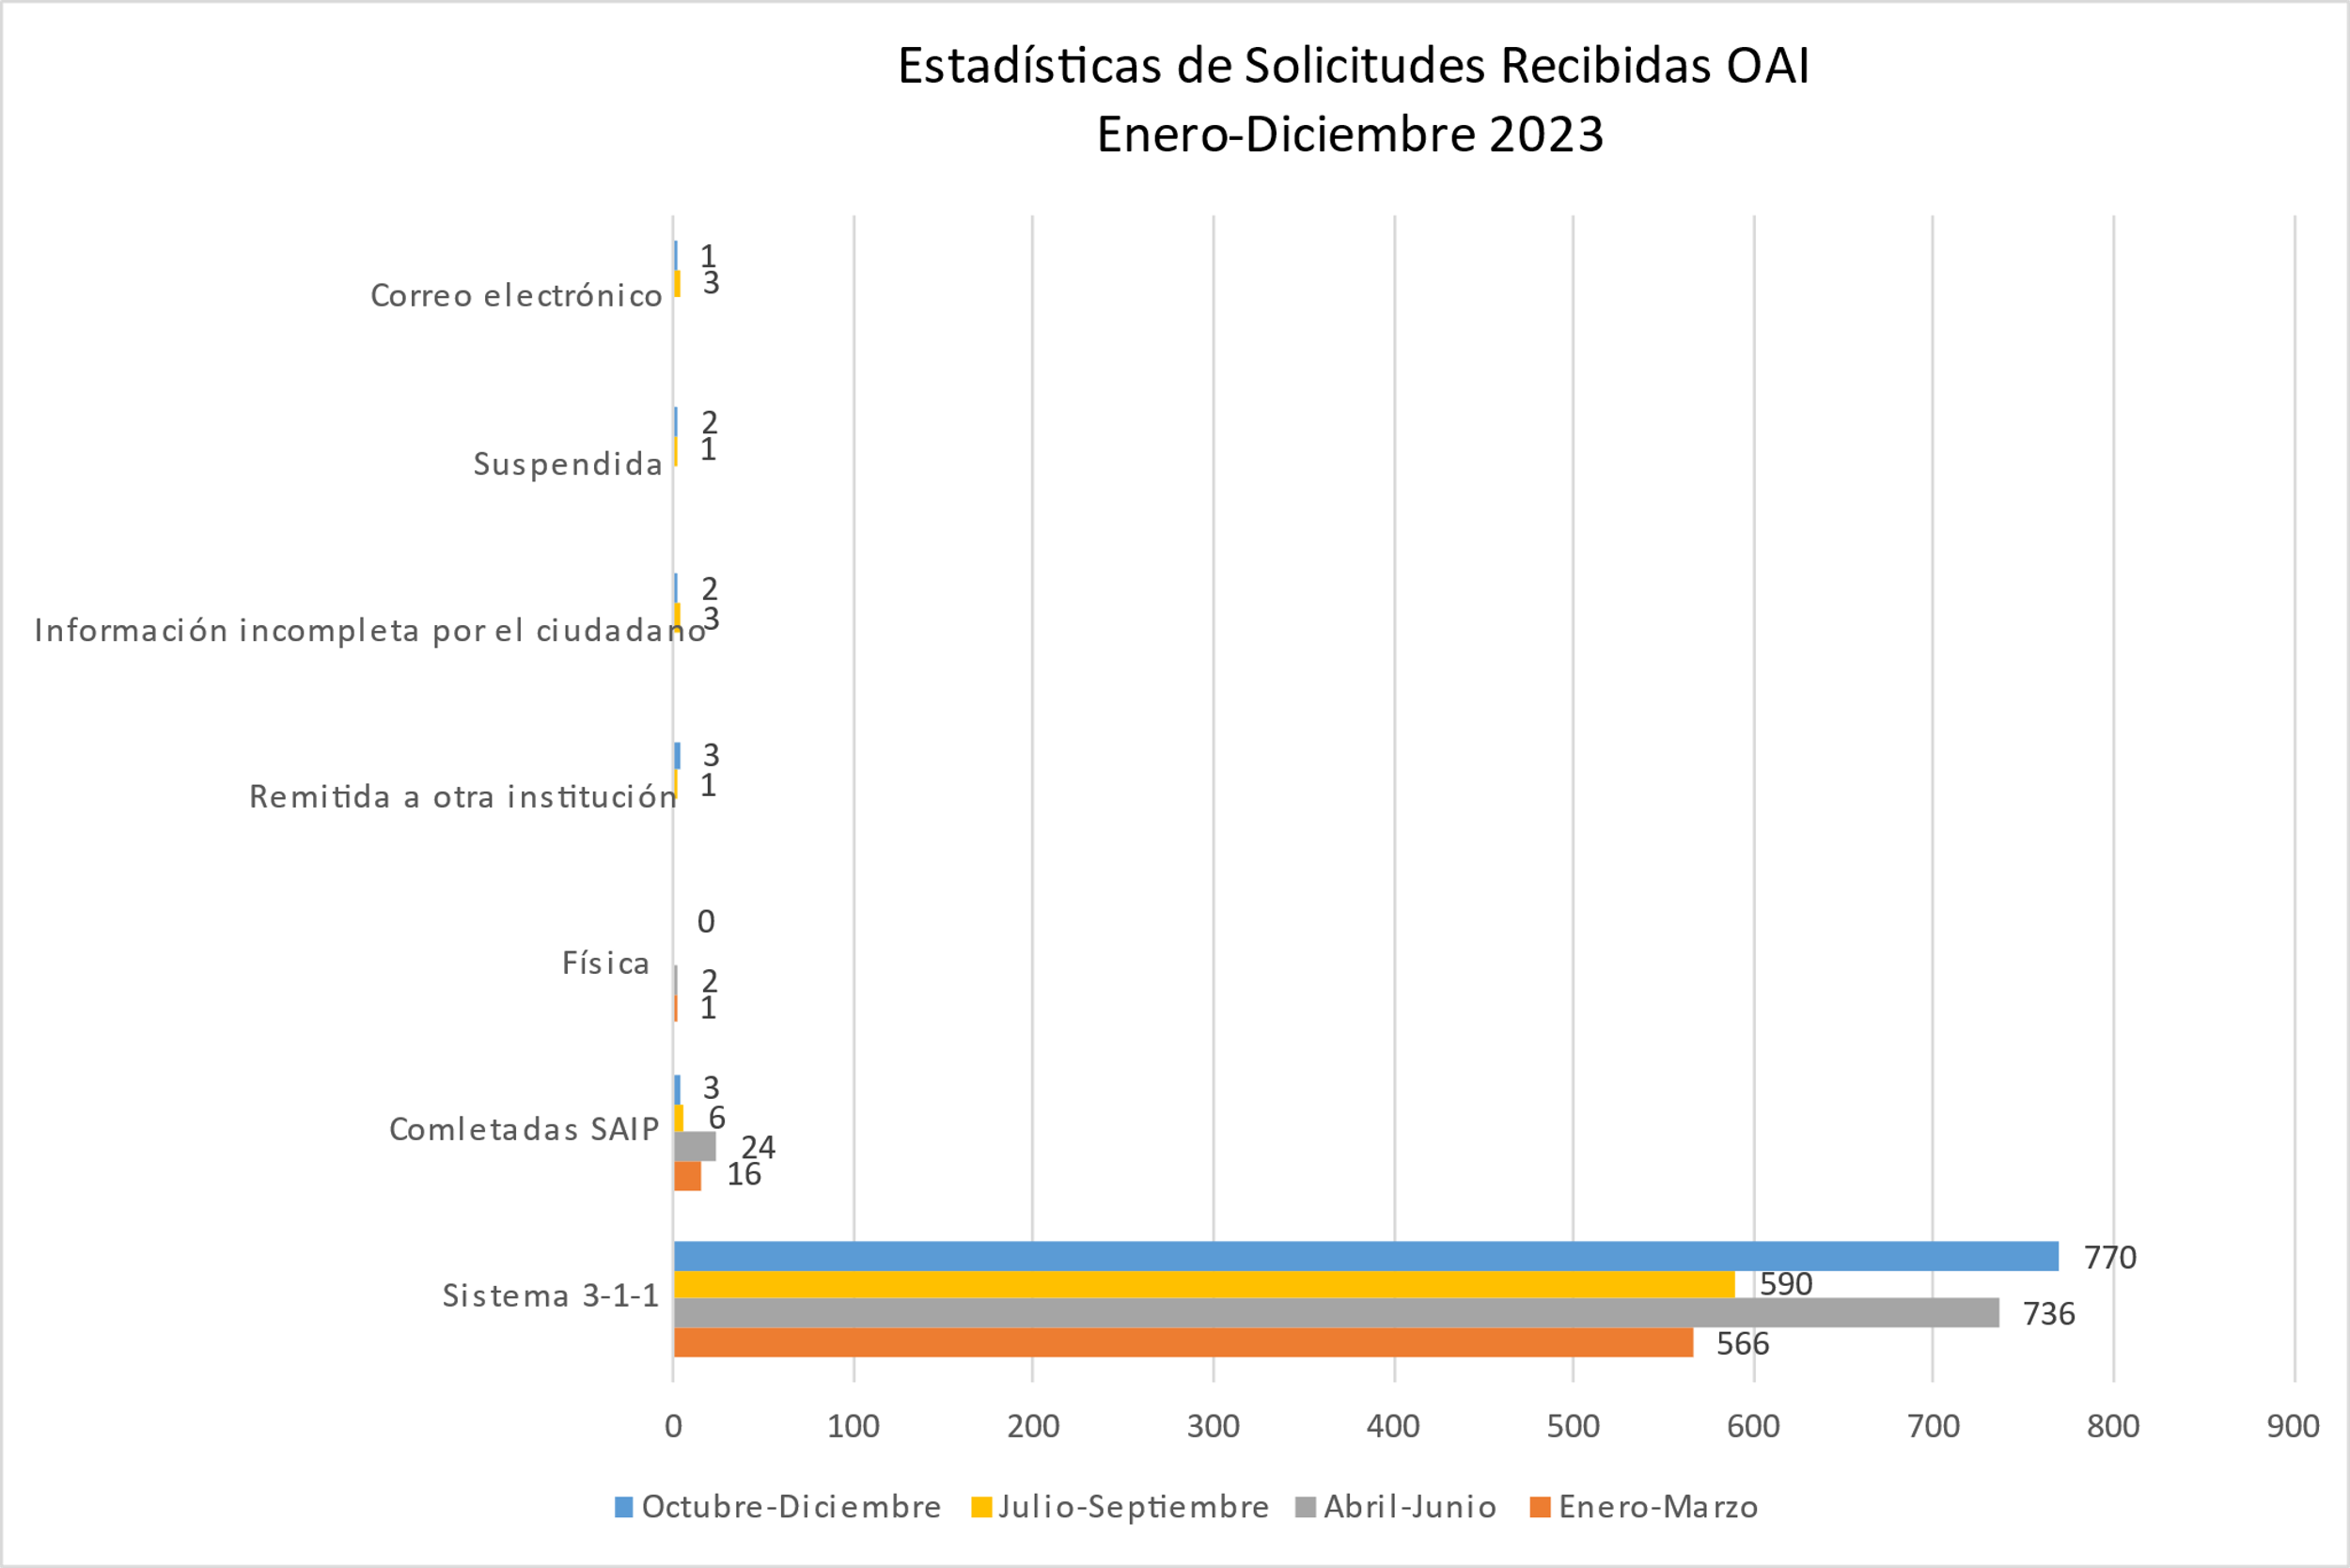 Estadísticas de Solicitudes Recibidas OAI
Enero-Diciembre 2023
Correo electrónico
1
3
Suspendida
2
1
Información incompleta por el ciudadano
2
3
Remitida a otra institución
3
1
Física
0
2
1
Comletadas SAIP
3
6
24
16
Sistema 3-1-1
770
590
736
566
0 100 200 300 400 500 600 700 800 900
Octubre-Diciembre Julio-Septiembre Abril-Junio Enero-Marzo